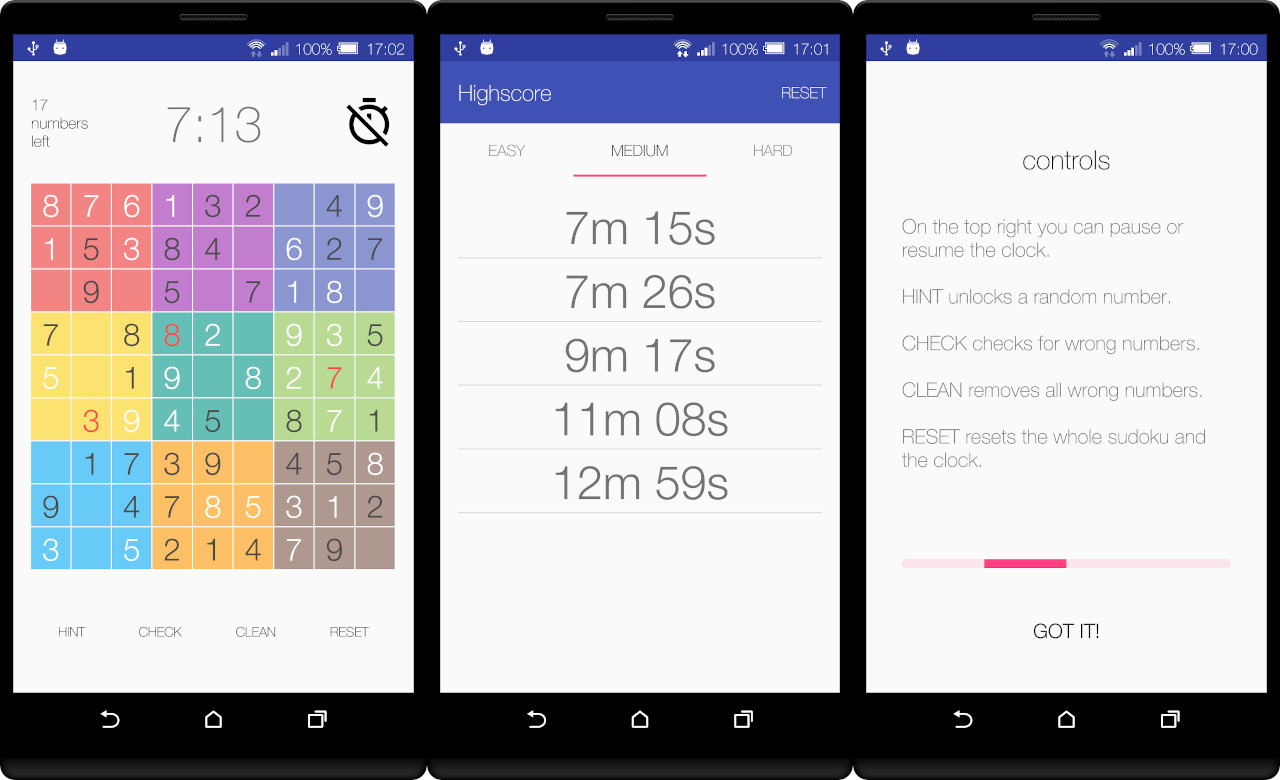 100% 17:02
17
numbers
left
7:13
8 7 6 1 3 2 4 9
1 5 3 8 4 6 2 7
9 5 7 1 8
7 8 8 2 9 3 5
5 1 9 8 2 7 4
3 9 4 5 8 7 1
1 7 3 9 4 5 8
9 4 7 8 5 3 1 2
3 5 2 1 4 7 9
HINT CHECK CLEAN RESET
100% 17:01
Highscore RESET
EASY MEDIUM HARD
7m 15s
7m 26s
9m 17s
11m 08s
12m 59s
100% 17:00
controls
On the top right you can pause or
resume the clock.
HINT unlocks a random number.
CHECK checks for wrong numbers.
CLEAN removes all wrong numbers.
RESET resets the whole sudoku and
the clock.
GOT IT!